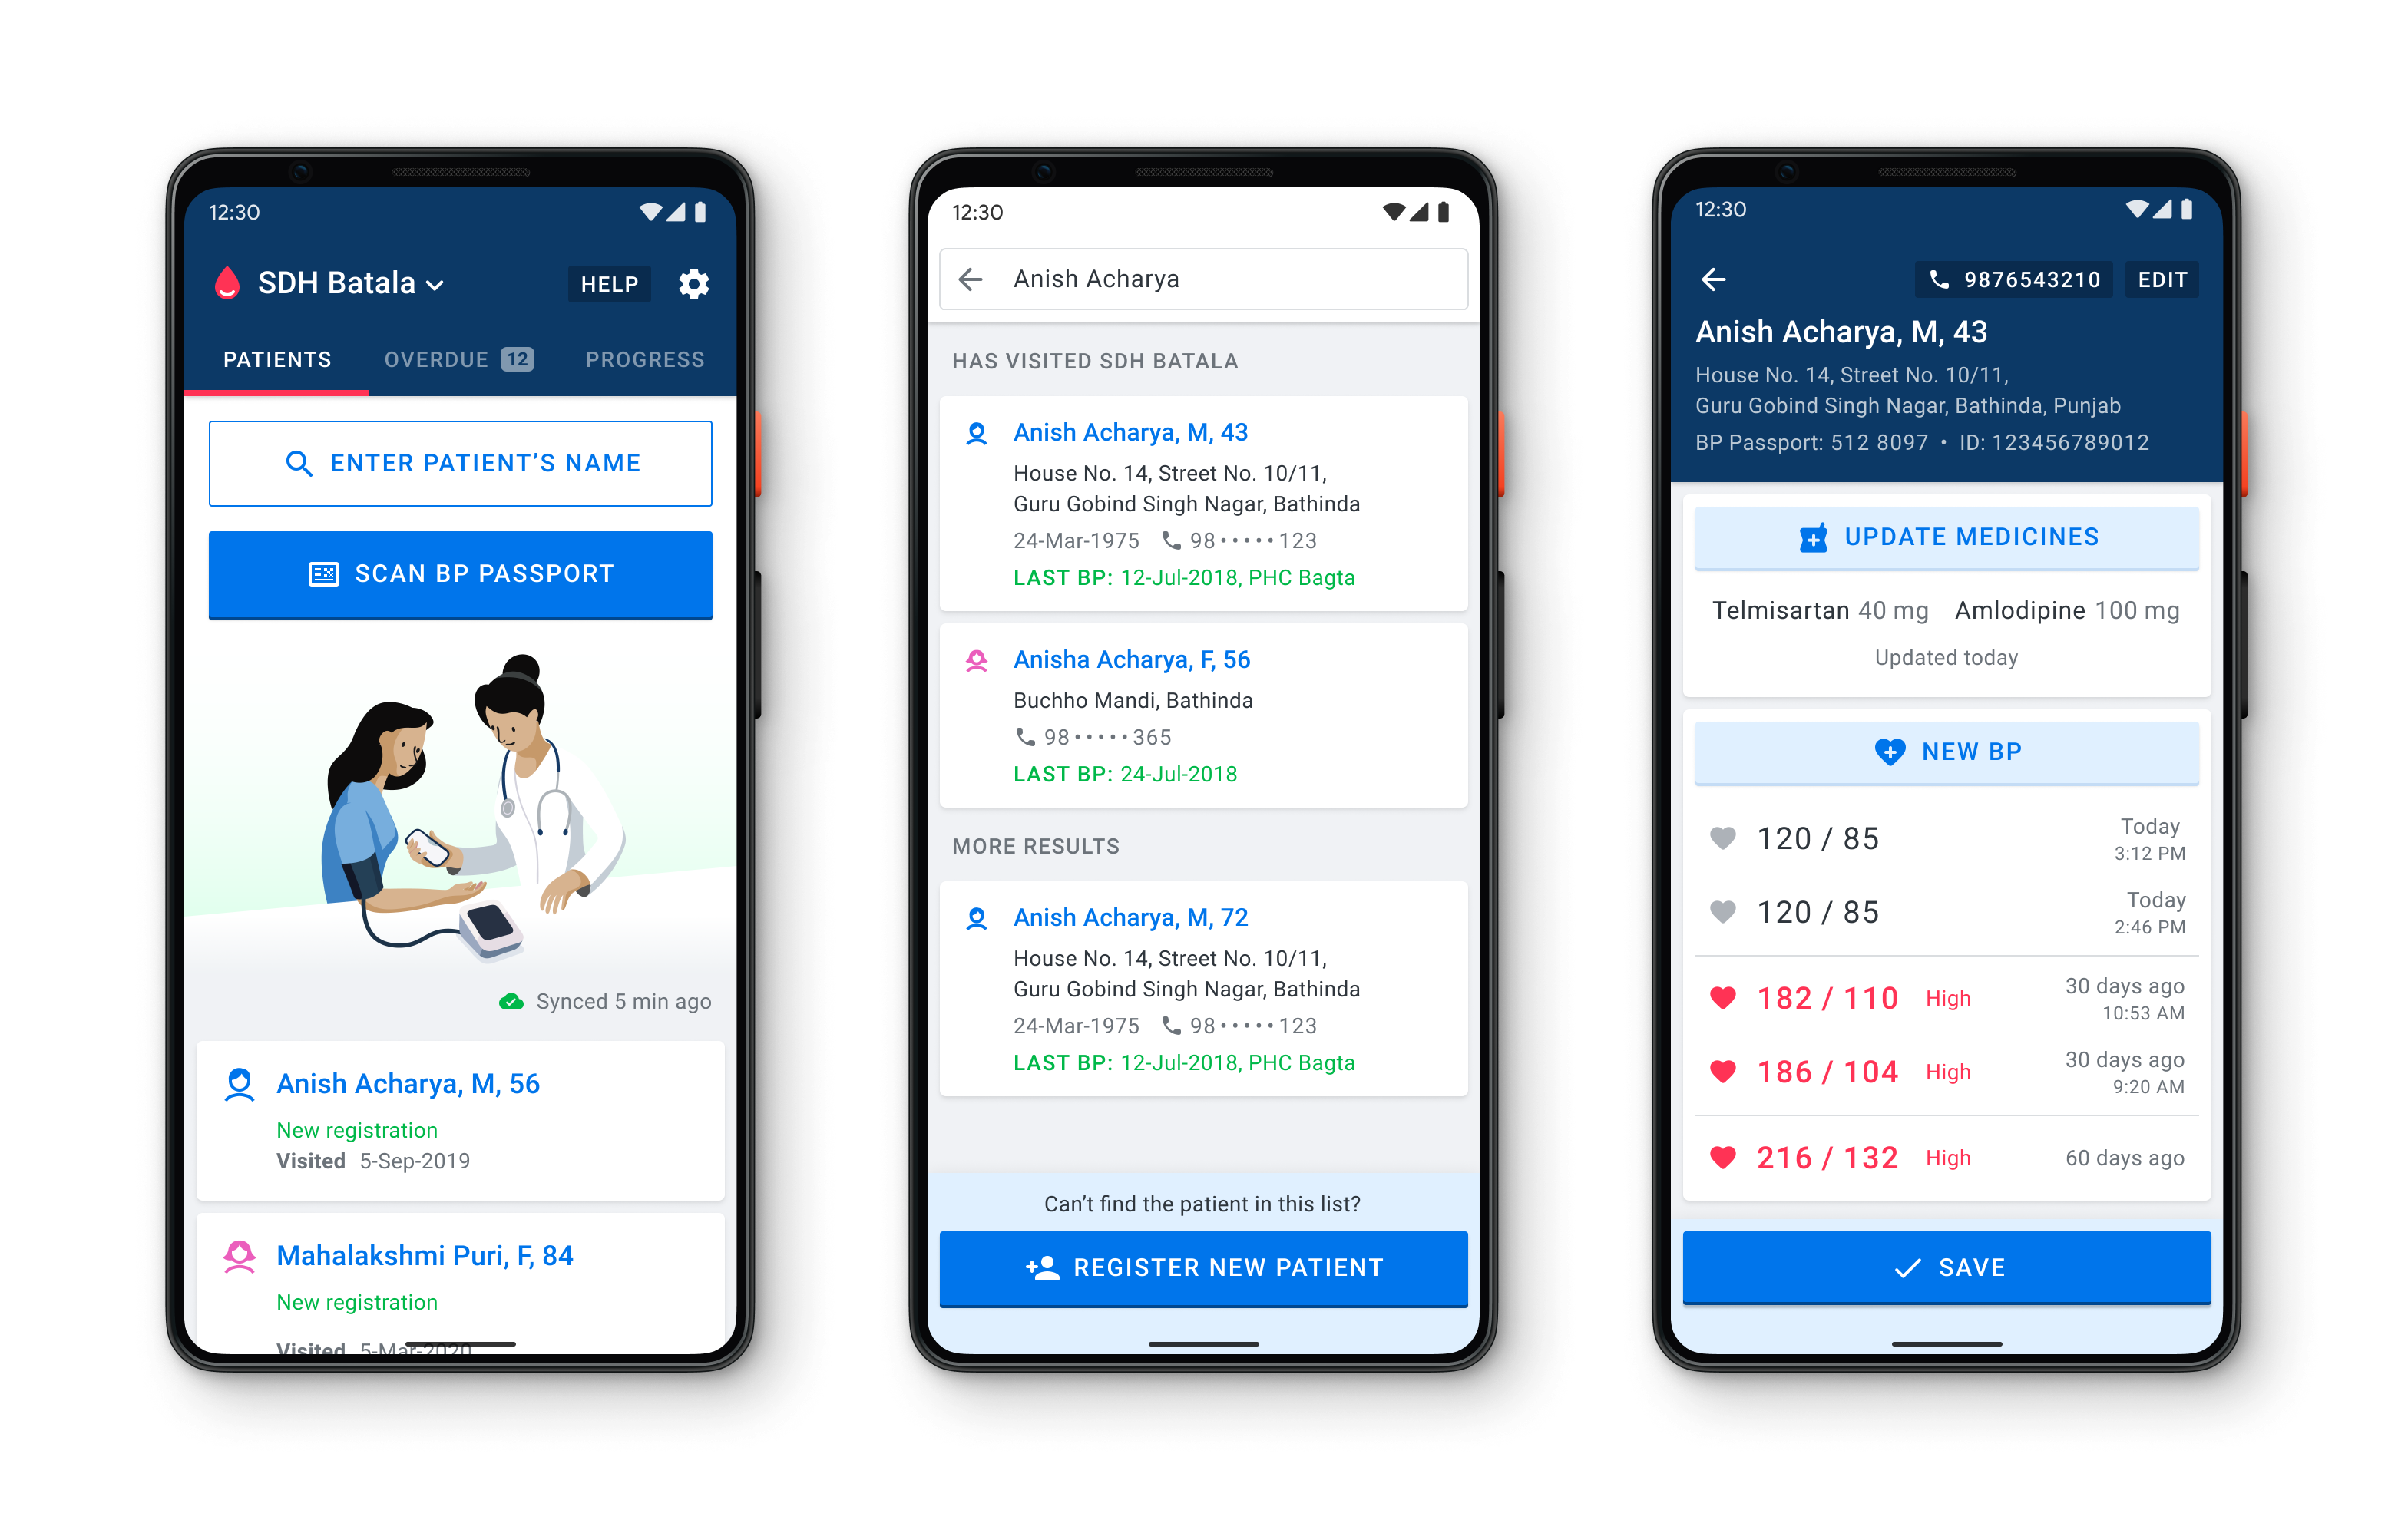 12:30
SDH Batala
HELP
PATIENTS
OVERDUE 12
PROGRESS
ENTER PATIENT’S NAME
SCAN BP PASSPORT
Synced 5 min ago
Anish Acharya, M, 56
New registration
Visited 5-Sep-2019
Mahalakshmi Puri, F, 84
New registration
Visited 5-Mar-2020
12:30
Anish Acharya
HAS VISITED SDH BATALA
Anish Acharya, M, 43
House No. 14, Street No. 10/11,
Guru Gobind Singh Nagar, Bathinda
24-Mar-1975 98•••••123
LAST BP: 12-Jul-2018, PHC Bagta
Anisha Acharya, F, 56
Buchho Mandi, Bathinda
98•••••365
LAST BP: 24-Jul-2018
MORE RESULTS
Anish Acharya, M, 72
House No. 14, Street No. 10/11,
Guru Gobind Singh Nagar, Bathinda
24-Mar-1975 98•••••123
LAST BP: 12-Jul-2018, PHC Bagta
Can’t find the patient in this list?
REGISTER NEW PATIENT
12:30
9876543210
EDIT
Anish Acharya, M, 43
House No. 14, Street No. 10/11,
Guru Gobind Singh Nagar, Bathinda, Punjab
BP Passport: 512 8097 • ID: 123456789012
UPDATE MEDICINES
Telmisartan 40 mg Amlodipine 100 mg
Updated today
NEW BP
120 / 85 Today
3:12 PM
120 / 85 Today
2:46 PM
182 / 110 High 30 days ago
10:53 AM
186 / 104 High 30 days ago
9:20 AM
216 / 132 High 60 days ago
SAVE